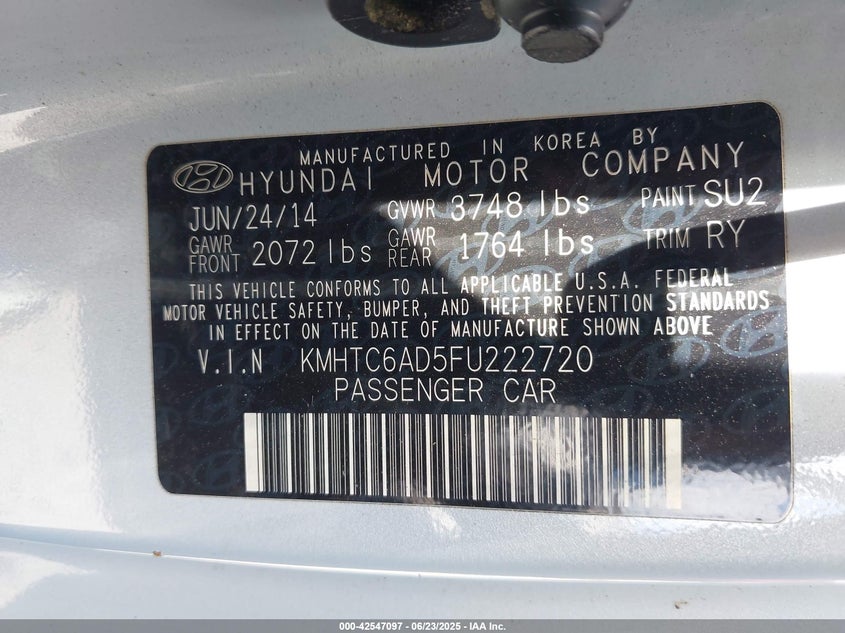 MANUFACTURED IN KOREA BY
HYUNDAI MOTOR COMPANY
JUN/24/14 GVWR 3748 lbs PAINT SU2
GAWR FRONT 2072 lbs GAWR REAR 1764 lbs TRIM RY
THIS VEHICLE CONFORMS TO ALL APPLICABLE U.S.A. FEDERAL
MOTOR VEHICLE SAFETY, BUMPER, AND THEFT PREVENTION STANDARDS
IN EFFECT ON THE DATE OF MANUFACTURE SHOWN ABOVE
V.I.N KMHTC6AD5FU222720
PASSENGER CAR
000-42547097 - 06/23/2025 - IAA Inc.